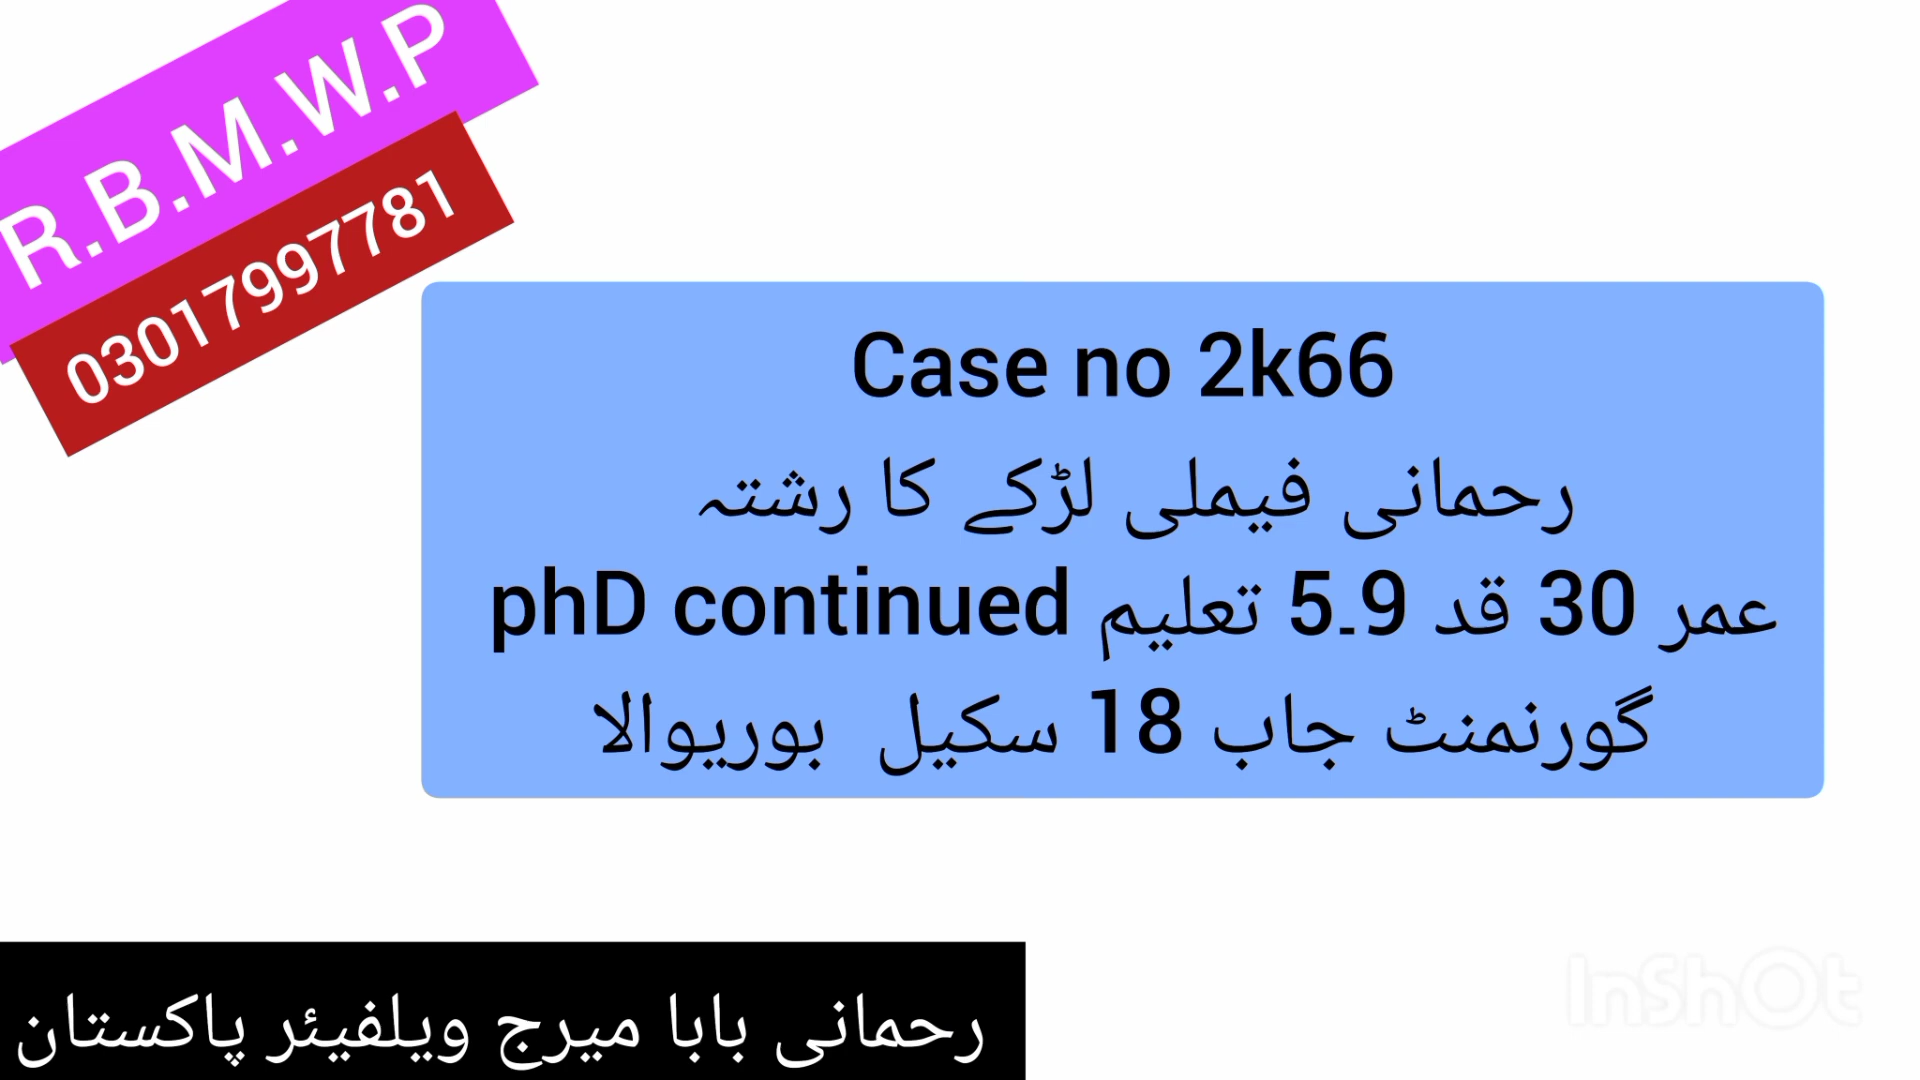 R.B.M.W.P
03017997781
Case no 2k66
رحمانی فیملی لڑکے کا رشتہ
عمر 30 قد 5.9 تعلیم phD continued
گورنمنٹ جاب 18 سکیل بوریوالا
رحمانی بابا میرج ویلفیئر پاکستان
InShOt